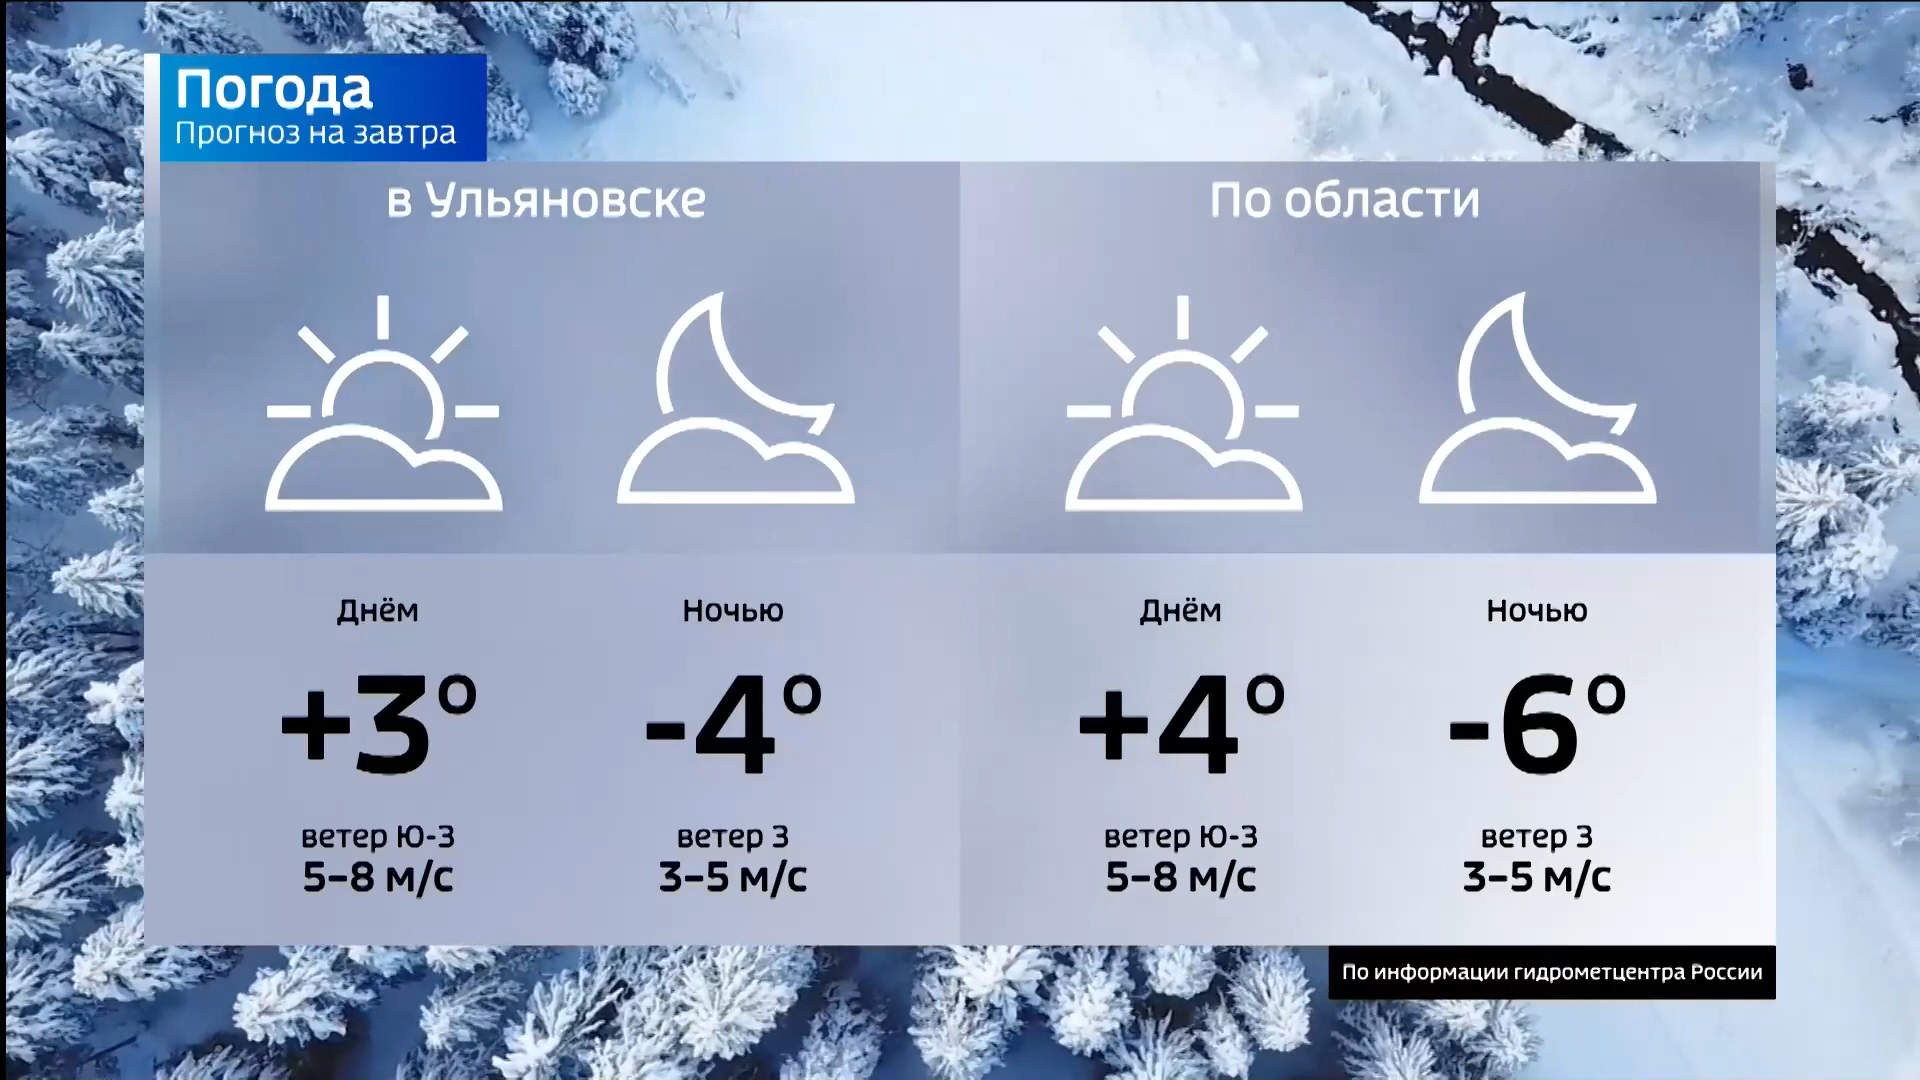 Погода
Прогноз на завтра
в Ульяновске
По области
Днём
Ночью
Днём
Ночью
+3°
-4°
+4°
-6°
ветер Ю-З
ветер З
ветер Ю-З
ветер З
5-8 м/с
3-5 м/с
5-8 м/с
3-5 м/с
По информации гидрометцентра России